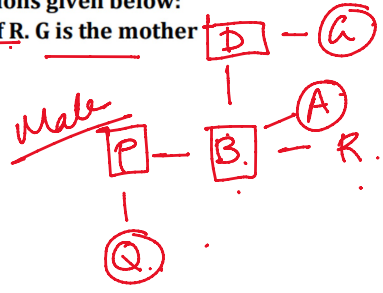 ions given below:
f R. G is the mother
D G
Male
A
P B. R.
Q.